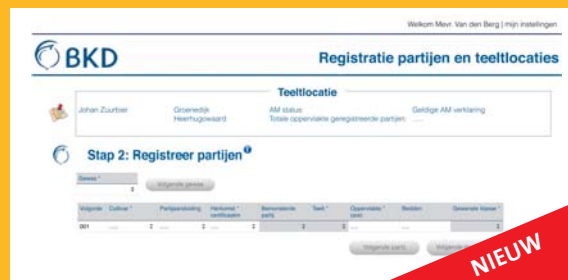 Welkom Mevr. Van den Berg | mijn instellingen
BKD
Registratie partijen en teeltlocaties
Teeltlocatie
Johan Zuurbier Groenedijk AM status Geldige AM verklaring
Heerhugowaard Totale oppervlakte geregistreerde partijen .....
Stap 2: Registreer partijen
Gewas *
Volgende gewas
Volgorde Cultivar * Partijaanduiding Herkomst * certificaatnr Bemonsterde partij Teelt * Oppervlakte * (are) Bedden Gewenste klasse *
001 ..... ..... ..... ..... .....
Volgende partij
NIEUW